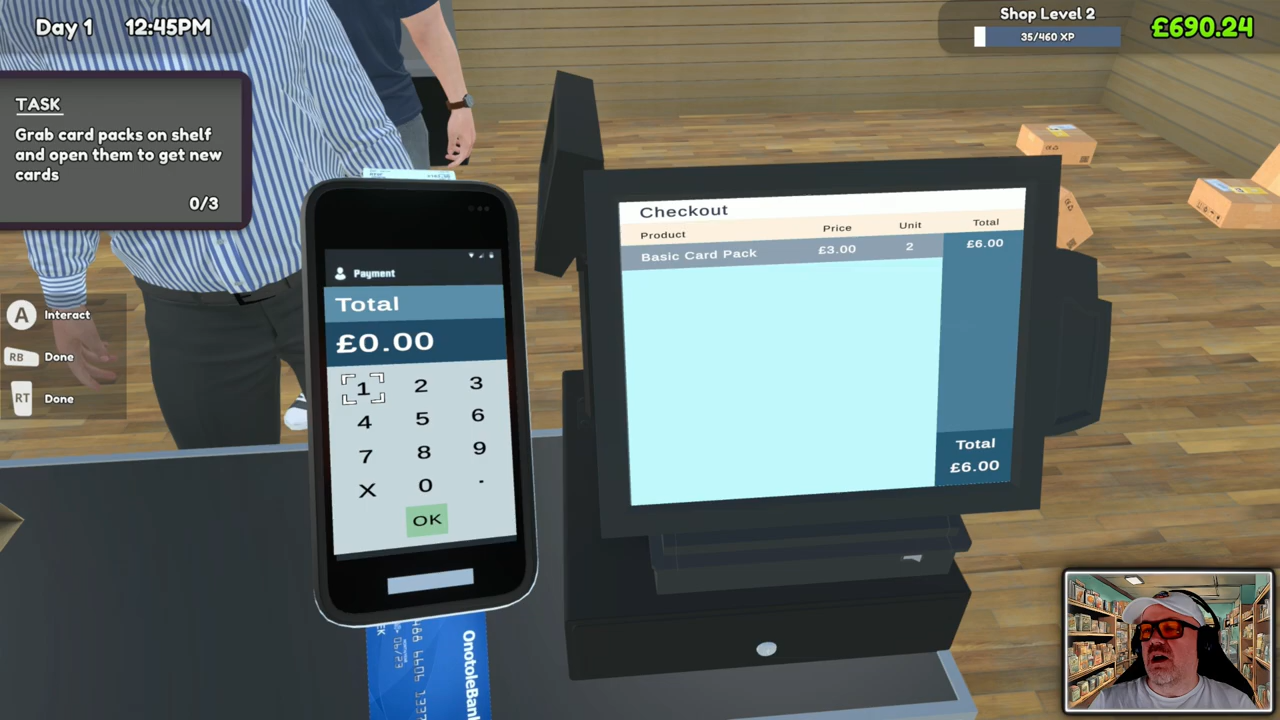 Day 1 12:45PM
Shop Level 2
35/460 XP
£690.24
TASK
Grab card packs on shelf
and open them to get new
cards
0/3
A Interact
RB Done
RT Done
Payment
Total
£0.00
1 2 3
4 5 6
7 8 9
X 0 .
OK
Checkout
Product Price Unit Total
Basic Card Pack £3.00 2 £6.00
Total
£6.00
OnotoleBank